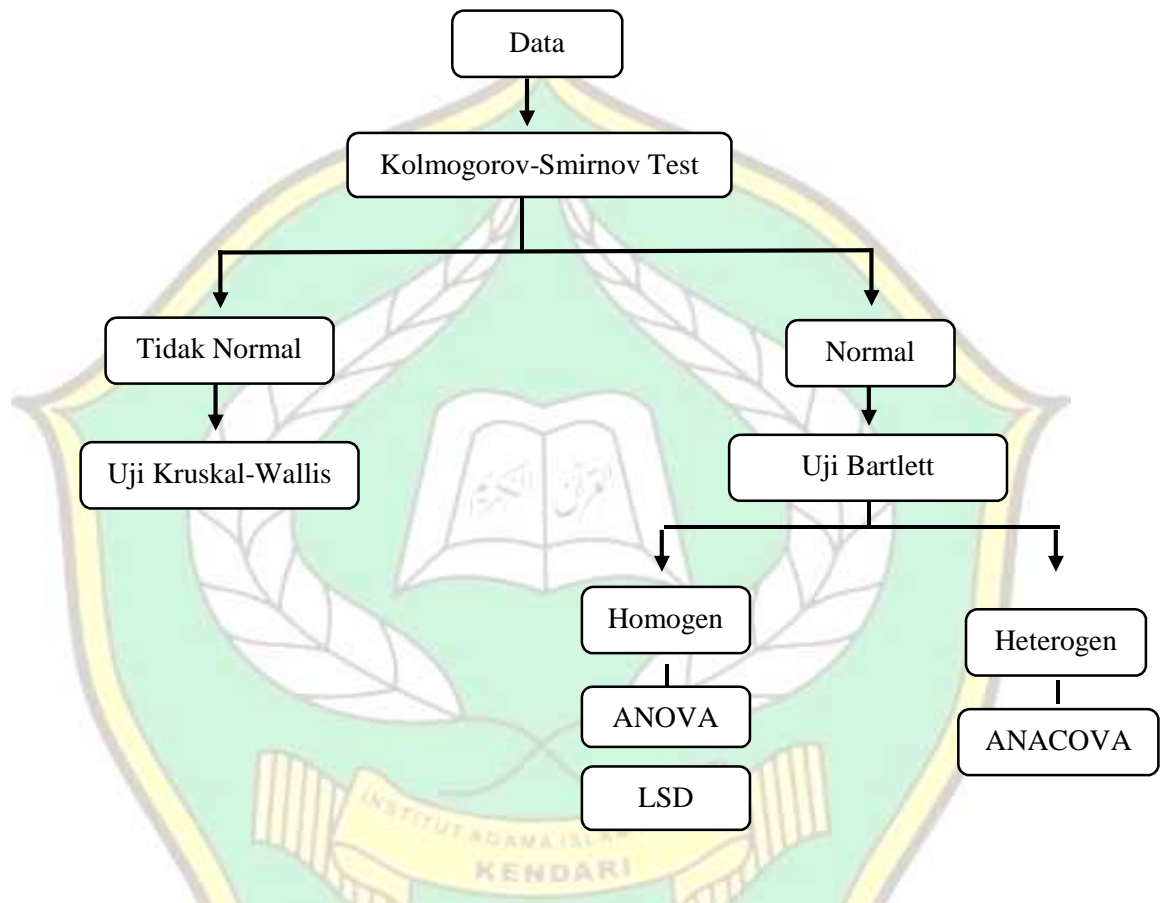 Data
Kolmogorov-Smirnov Test
Tidak Normal
Normal
Uji Kruskal-Wallis
Uji Bartlett
Homogen
Heterogen
ANOVA
ANACOVA
LSD
INSTITUT AGAMA ISLA
KENDARI